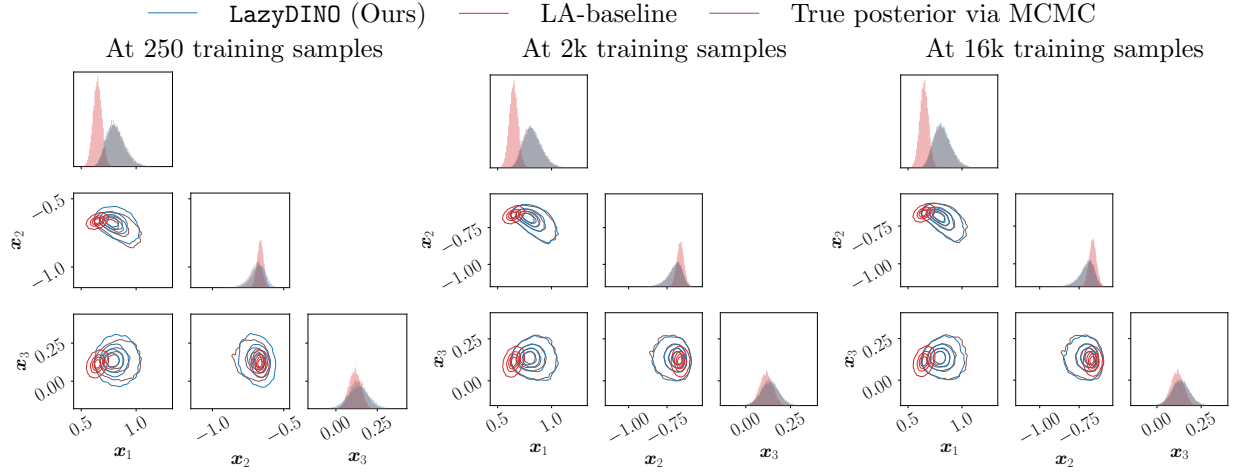 LazyDINO (Ours) LA-baseline True posterior via MCMC
At 250 training samples At 2k training samples At 16k training samples
−0.5
x2
−1.0
x2
−0.75
−1.00
x2
−0.75
−1.00
x3
0.25
0.00
x3
0.25
0.00
x3
0.25
0.00
0.5 1.0 −1.0 −0.5 0.00 0.25 0.5 1.0 −1.00 −0.75 0.00 0.25 0.5 1.0 −1.00 −0.75 0.00 0.25
x1 x2 x3 x1 x2 x3 x1 x2 x3